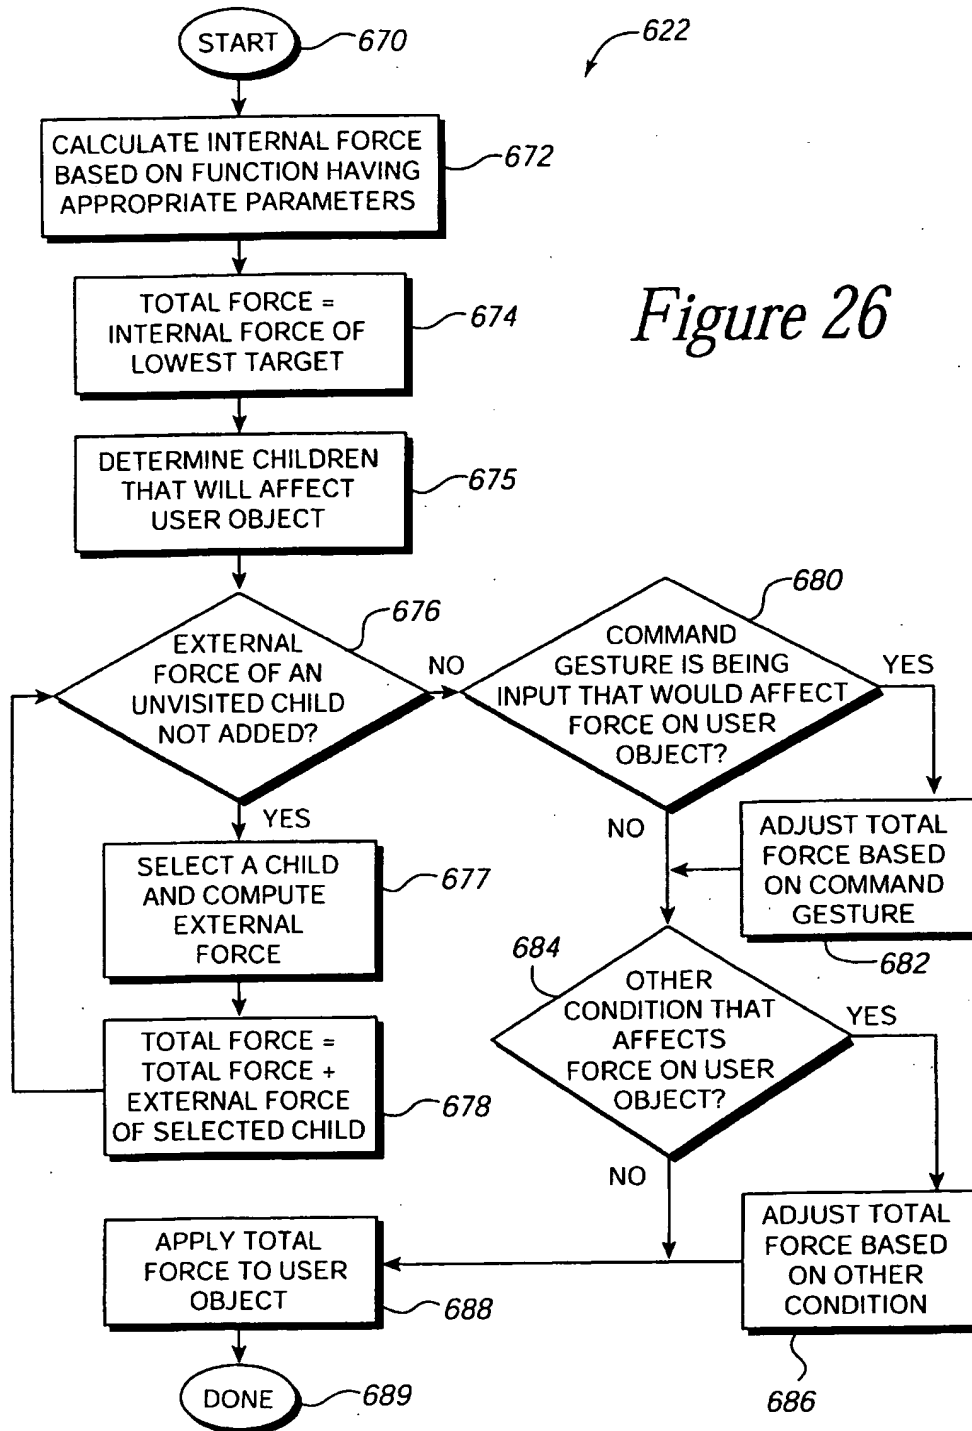 START
670
622
CALCULATE INTERNAL FORCE
BASED ON FUNCTION HAVING
APPROPRIATE PARAMETERS
672
TOTAL FORCE =
INTERNAL FORCE OF
LOWEST TARGET
674
Figure 26
DETERMINE CHILDREN
THAT WILL AFFECT
USER OBJECT
675
EXTERNAL
FORCE OF AN
UNVISITED CHILD
NOT ADDED?
676
NO
YES
COMMAND
GESTURE IS BEING
INPUT THAT WOULD AFFECT
FORCE ON USER
OBJECT?
680
YES
NO
SELECT A CHILD
AND COMPUTE
EXTERNAL
FORCE
677
ADJUST TOTAL
FORCE BASED
ON COMMAND
GESTURE
682
TOTAL FORCE =
TOTAL FORCE +
EXTERNAL FORCE
OF SELECTED CHILD
678
684
OTHER
CONDITION THAT
AFFECTS
FORCE ON USER
OBJECT?
YES
NO
APPLY TOTAL
FORCE TO USER
OBJECT
688
ADJUST TOTAL
FORCE BASED
ON OTHER
CONDITION
686
DONE
689